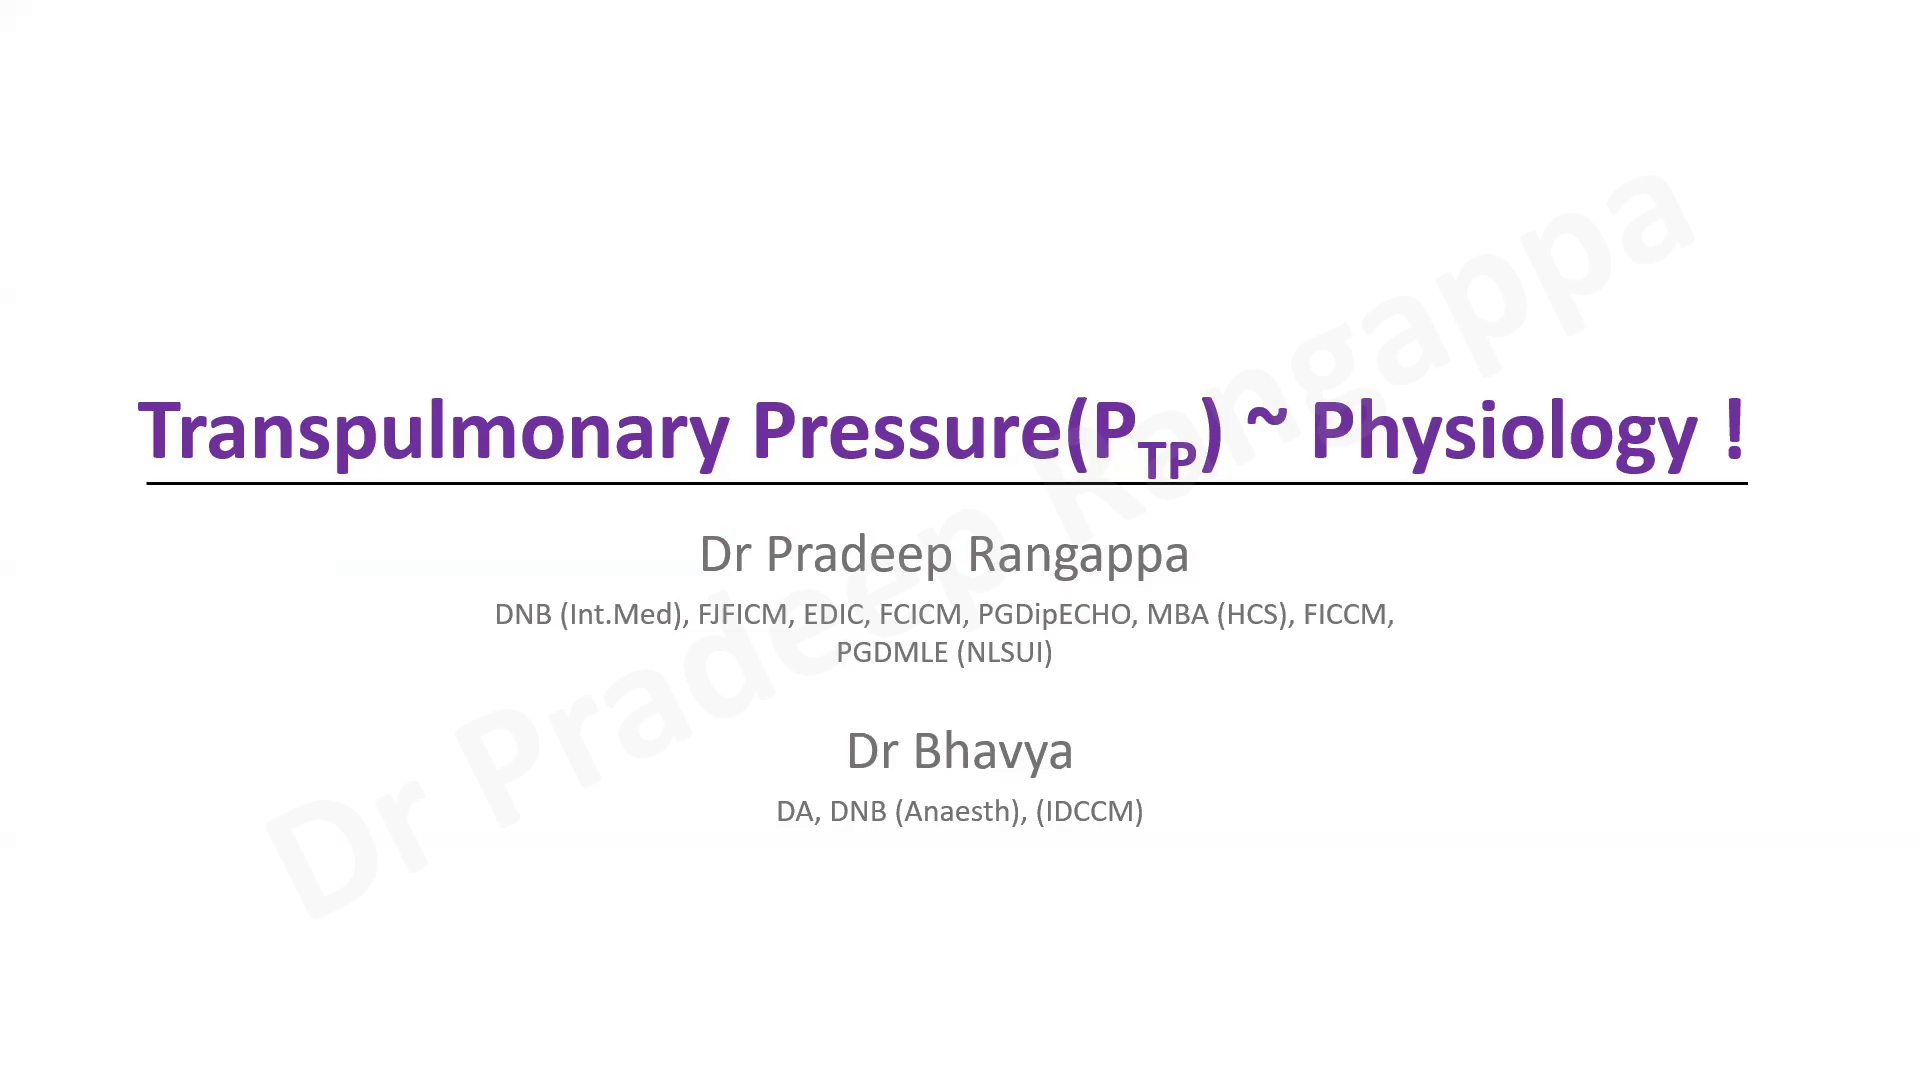 Transpulmonary Pressure(PTP) ~ Physiology !
Dr Pradeep Rangappa
DNB (Int.Med), FJFICM, EDIC, FCICM, PGDipECHO, MBA (HCS), FICCM,
PGDMLE (NLSUI)
Dr Bhavya
DA, DNB (Anaesth), (IDCCM)
Dr Pradeep Rangappa